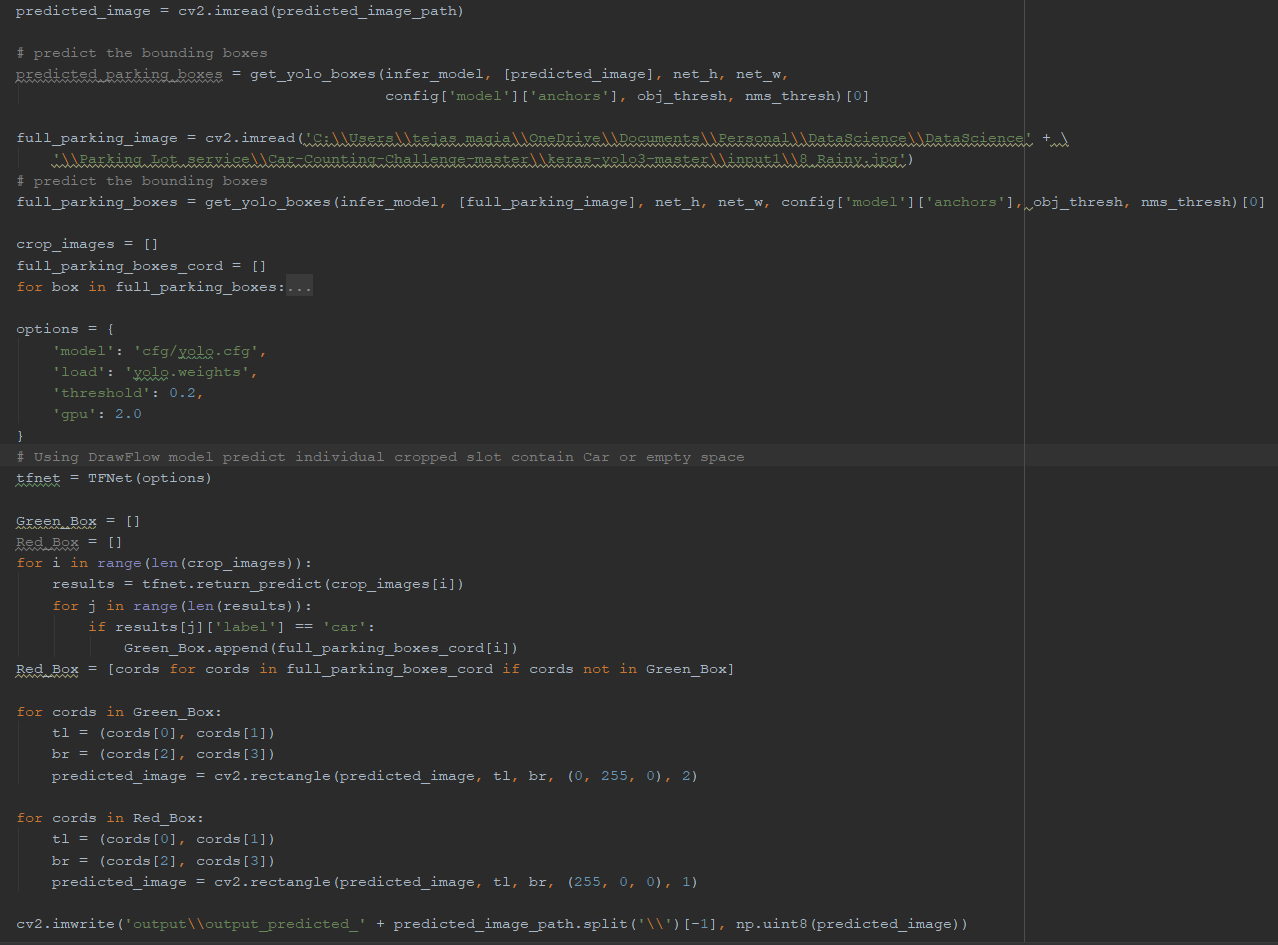 predicted_image = cv2.imread(predicted_image_path)
# predict the bounding boxes
predicted_parking_boxes = get_yolo_boxes(infer_model, [predicted_image], net_h, net_w,
config['model']['anchors'], obj_thresh, nms_thresh)[0]
full_parking_image = cv2.imread('C:\\Users\\tejas_magia\\OneDrive\\Documents\\Personal\\DataScience\\DataScience' + \
'\\Parking_Lot_service\\Car-Counting-Challenge-master\\keras-yolo3-master\\input1\\8_Rainy.jpg')
# predict the bounding boxes
full_parking_boxes = get_yolo_boxes(infer_model, [full_parking_image], net_h, net_w, config['model']['anchors'], obj_thresh, nms_thresh)[0]
crop_images = []
full_parking_boxes_cord = []
for box in full_parking_boxes:...
options = {
'model': 'cfg/yolo.cfg',
'load': 'yolo.weights',
'threshold': 0.2,
'gpu': 2.0
}
# Using DrawFlow model predict individual cropped slot contain Car or empty space
tfnet = TFNet(options)
Green_Box = []
Red_Box = []
for i in range(len(crop_images)):
results = tfnet.return_predict(crop_images[i])
for j in range(len(results)):
if results[j]['label'] == 'car':
Green_Box.append(full_parking_boxes_cord[i])
Red_Box = [cords for cords in full_parking_boxes_cord if cords not in Green_Box]
for cords in Green_Box:
tl = (cords[0], cords[1])
br = (cords[2], cords[3])
predicted_image = cv2.rectangle(predicted_image, tl, br, (0, 255, 0), 2)
for cords in Red_Box:
tl = (cords[0], cords[1])
br = (cords[2], cords[3])
predicted_image = cv2.rectangle(predicted_image, tl, br, (255, 0, 0), 1)
cv2.imwrite('output\\output_predicted_' + predicted_image_path.split('\\')[-1], np.uint8(predicted_image))